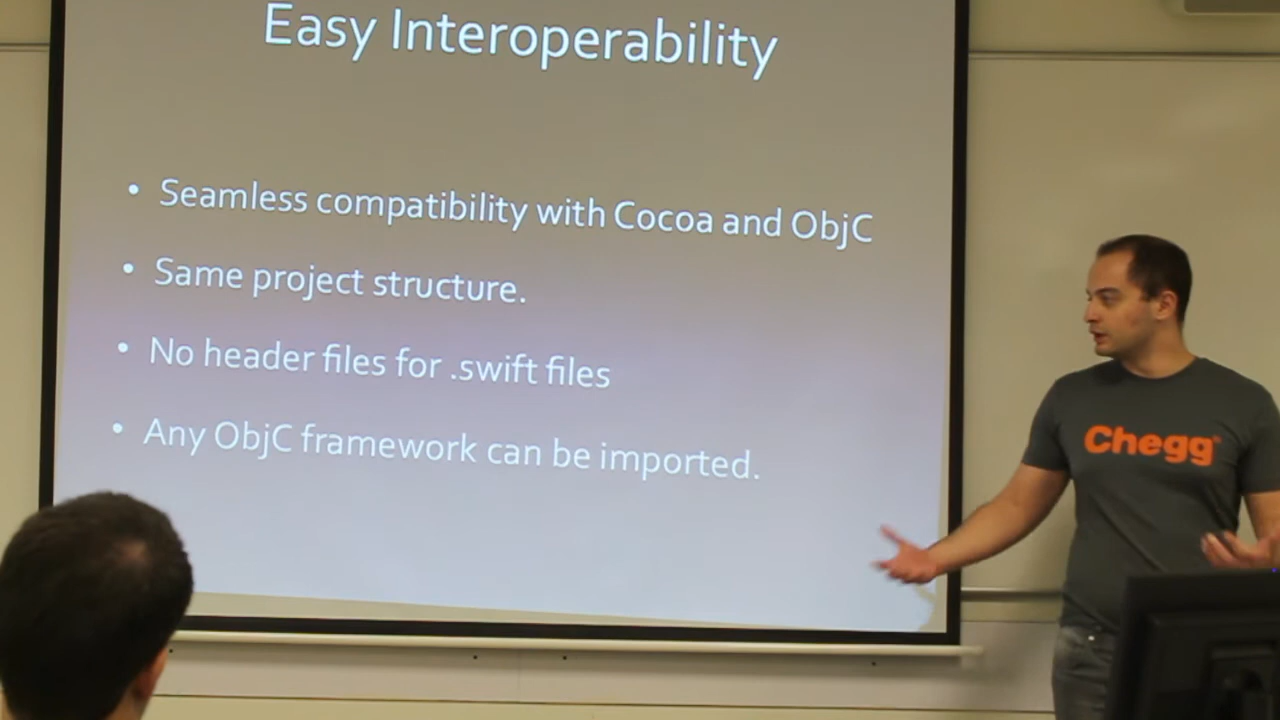 Easy Interoperability
• Seamless compatibility with Cocoa and ObjC
• Same project structure.
• No header files for .swift files
• Any ObjC framework can be imported.
Chegg